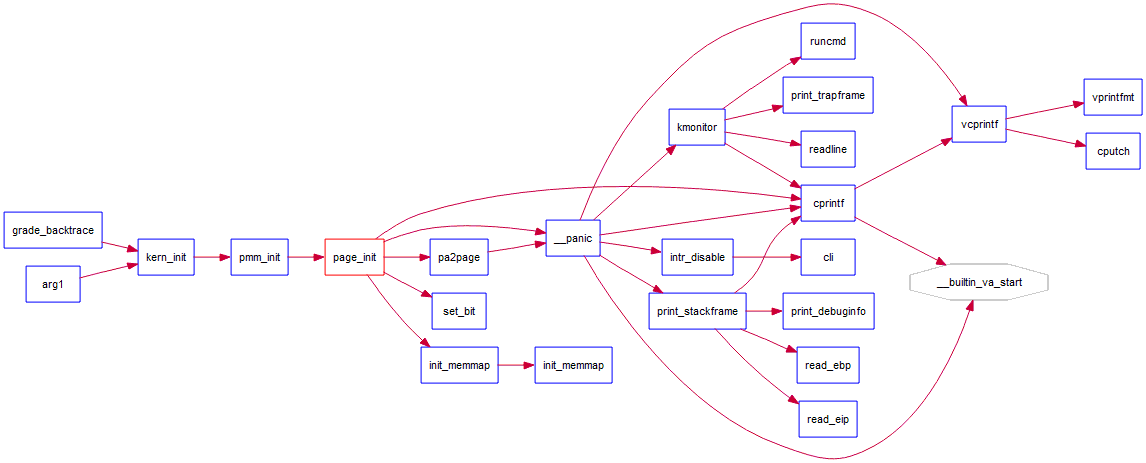 grade_backtrace
arg1
kern_init
pmm_init
page_init
pa2page
set_bit
init_memmap
init_memmap
__panic
kmonitor
intr_disable
print_stackframe
runcmd
print_trapframe
readline
cprintf
cli
print_debuginfo
read_ebp
read_eip
vcprintf
__builtin_va_start
vprintfmt
cputch